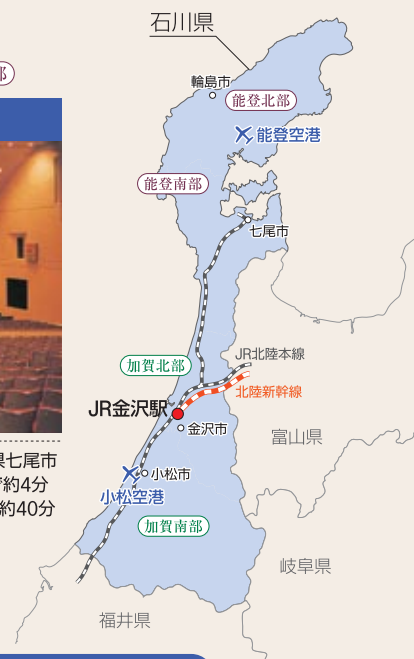 石川県
部
輪島市
能登北部
能登空港
能登南部
七尾市
加賀北部
JR北陸本線
北陸新幹線
JR金沢駅
金沢市
富山県
県七尾市
約4分
約40分
小松市
小松空港
加賀南部
岐阜県
福井県